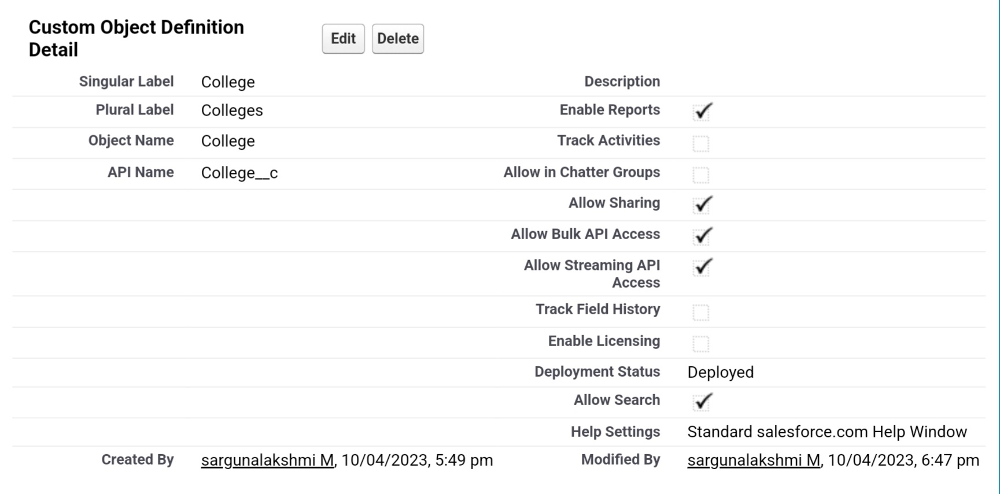 Custom Object Definition
Detail
Edit
Delete
Singular Label College
Description
Plural Label Colleges
Enable Reports
Object Name College
Track Activities
API Name College__c
Allow in Chatter Groups
Allow Sharing
Allow Bulk API Access
Allow Streaming API
Access
Track Field History
Enable Licensing
Deployment Status Deployed
Allow Search
Help Settings Standard salesforce.com Help Window
Created By sargunalakshmi M, 10/04/2023, 5:49 pm
Modified By sargunalakshmi M, 10/04/2023, 6:47 pm